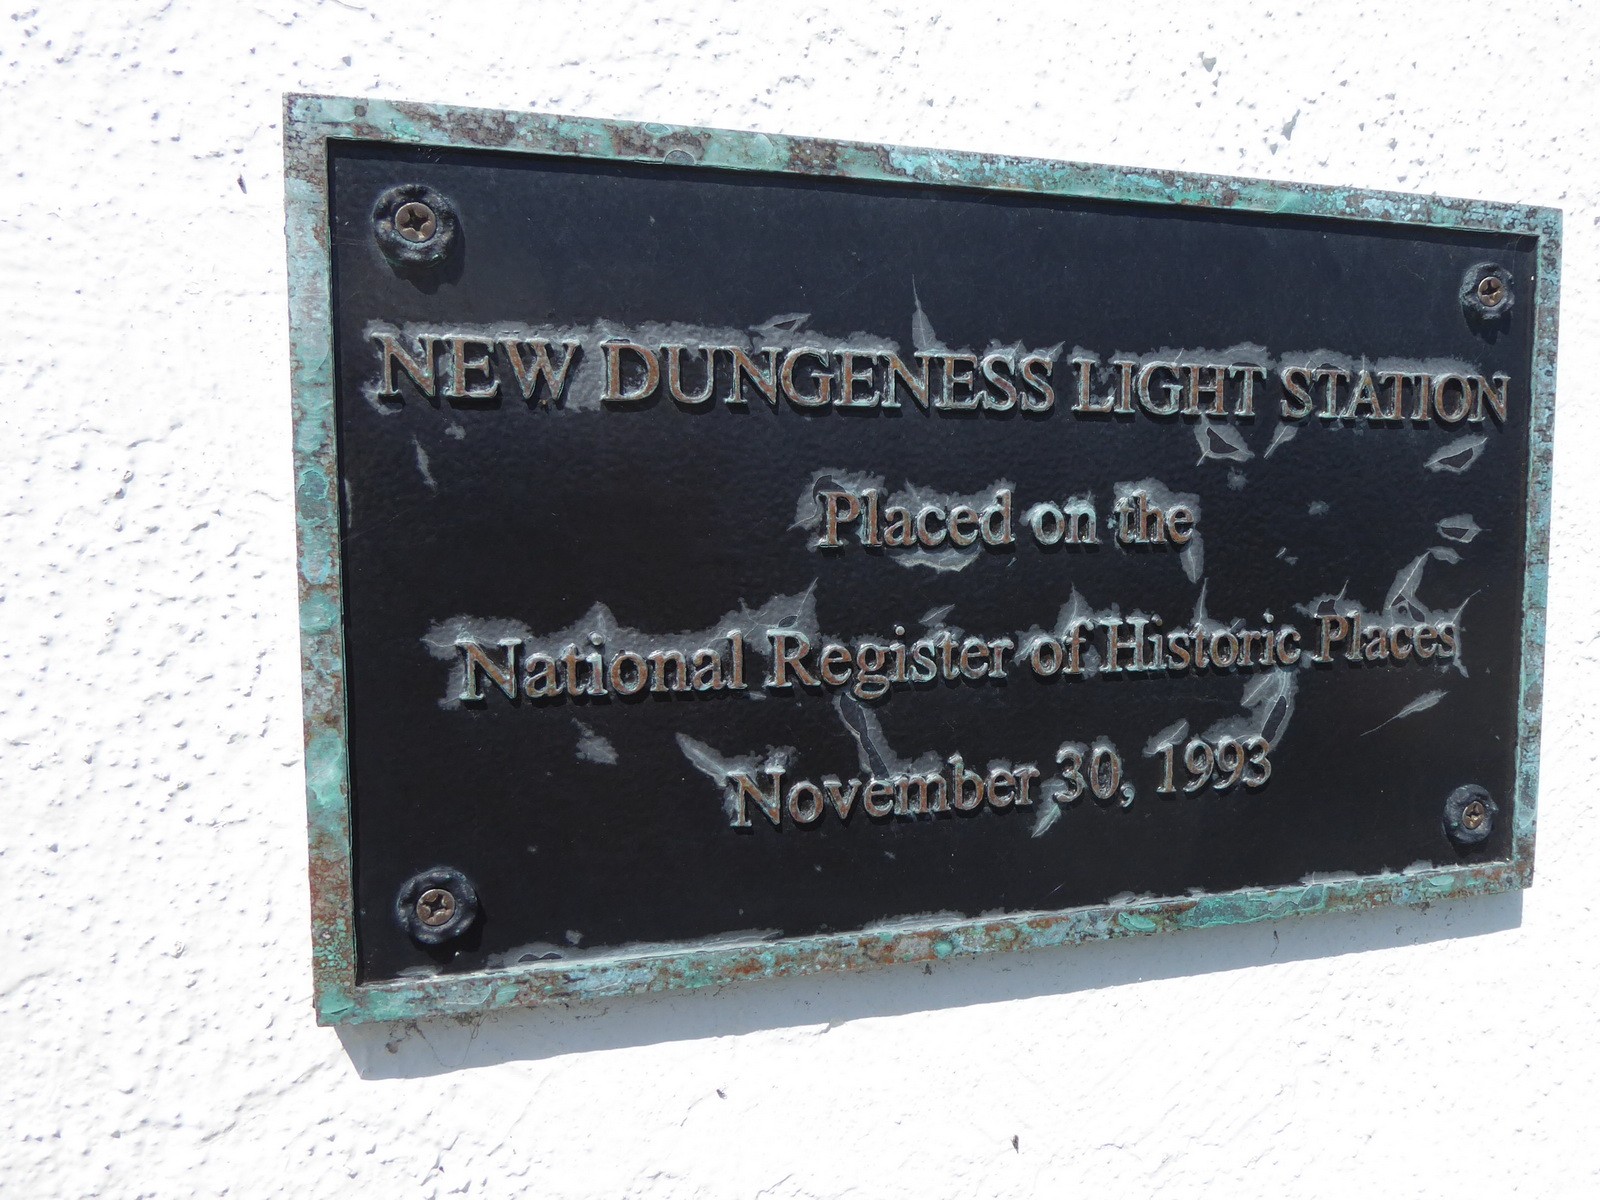 NEW DUNGENESS LIGHT STATION
Placed on the
National Register of Historic Places
November 30, 1993